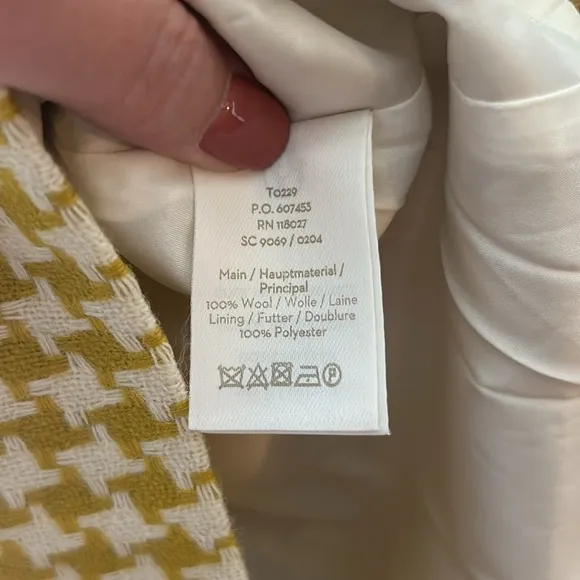 T0229
P.O. 607453
RN 118027
SC 9069 / 0204
Main / Hauptmaterial /
Principal
100% Wool / Wolle / Laine
Lining / Futter / Doublure
100% Polyester
P